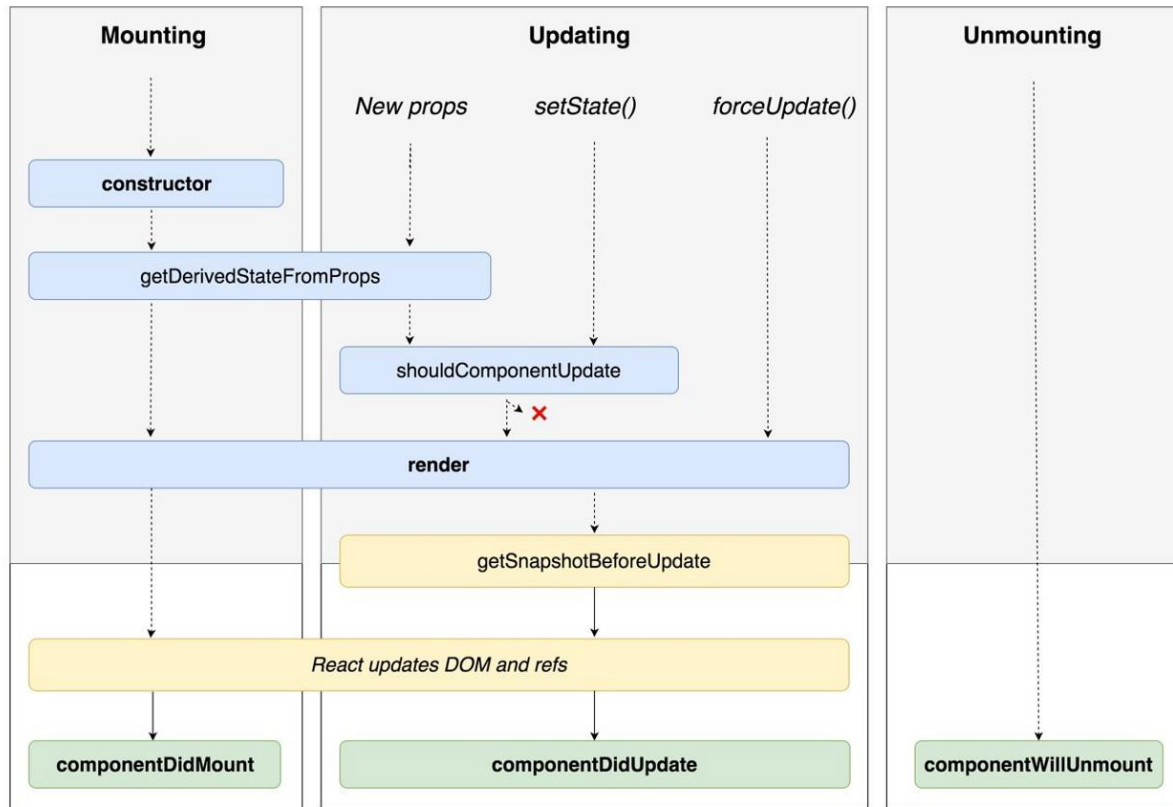 Mounting
Updating
Unmounting
New props
setState()
forceUpdate()
constructor
getDerivedStateFromProps
shouldComponentUpdate
render
getSnapshotBeforeUpdate
React updates DOM and refs
componentDidMount
componentDidUpdate
componentWillUnmount